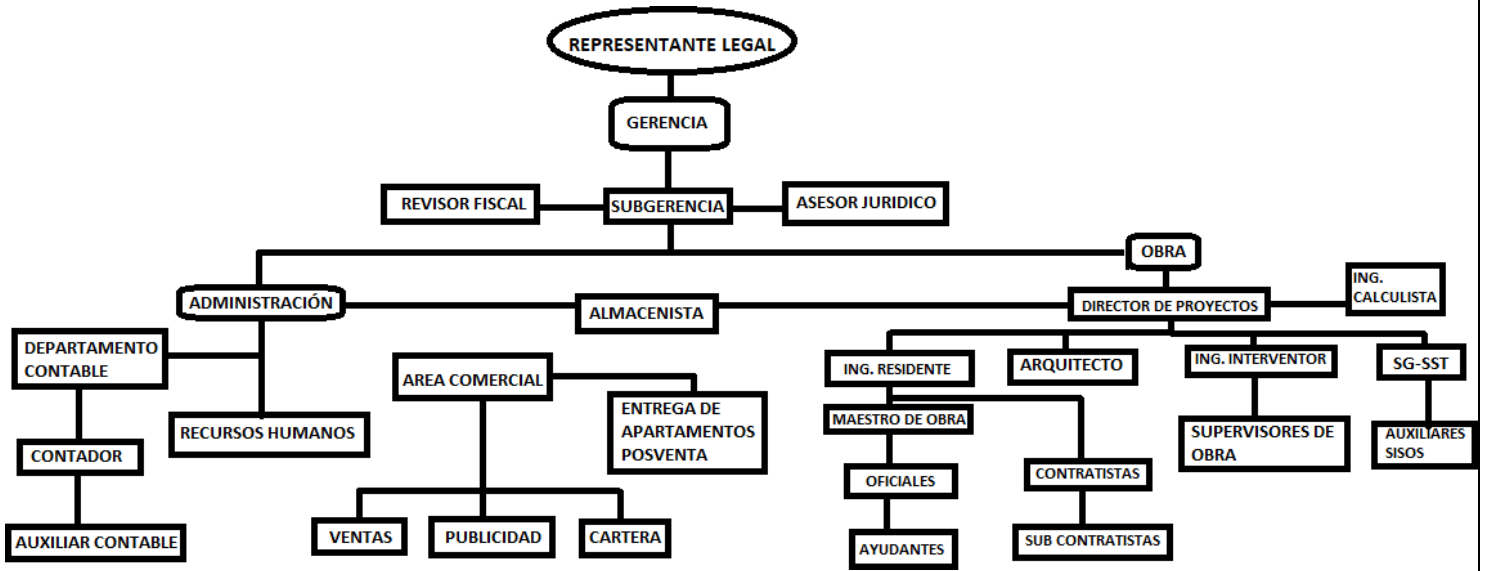 REPRESENTANTE LEGAL
GERENCIA
REVISOR FISCAL
SUBGERENCIA
ASESOR JURIDICO
OBRA
ADMINISTRACIÓN
ALMACENISTA
DIRECTOR DE PROYECTOS
ING.
CALCULISTA
DEPARTAMENTO
CONTABLE
AREA COMERCIAL
ING. RESIDENTE
ARQUITECTO
ING. INTERVENTOR
SG-SST
RECURSOS HUMANOS
ENTREGA DE
APARTAMENTOS
POSVENTA
MAESTRO DE OBRA
SUPERVISORES DE
OBRA
AUXILIARES
SISOS
CONTADOR
OFICIALES
CONTRATISTAS
AUXILIAR CONTABLE
VENTAS
PUBLICIDAD
CARTERA
AYUDANTES
SUB CONTRATISTAS